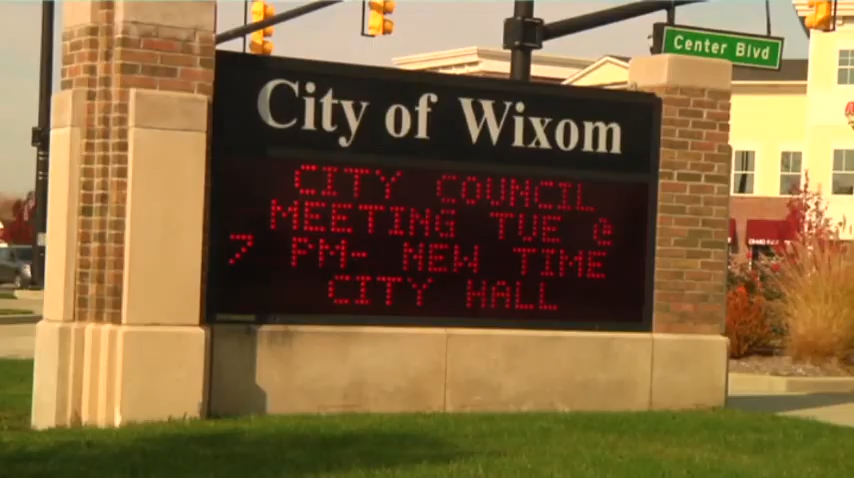 Center Blvd
City of Wixom
CITY COUNCIL
MEETING TUE @
7 PM- NEW TIME
CITY HALL